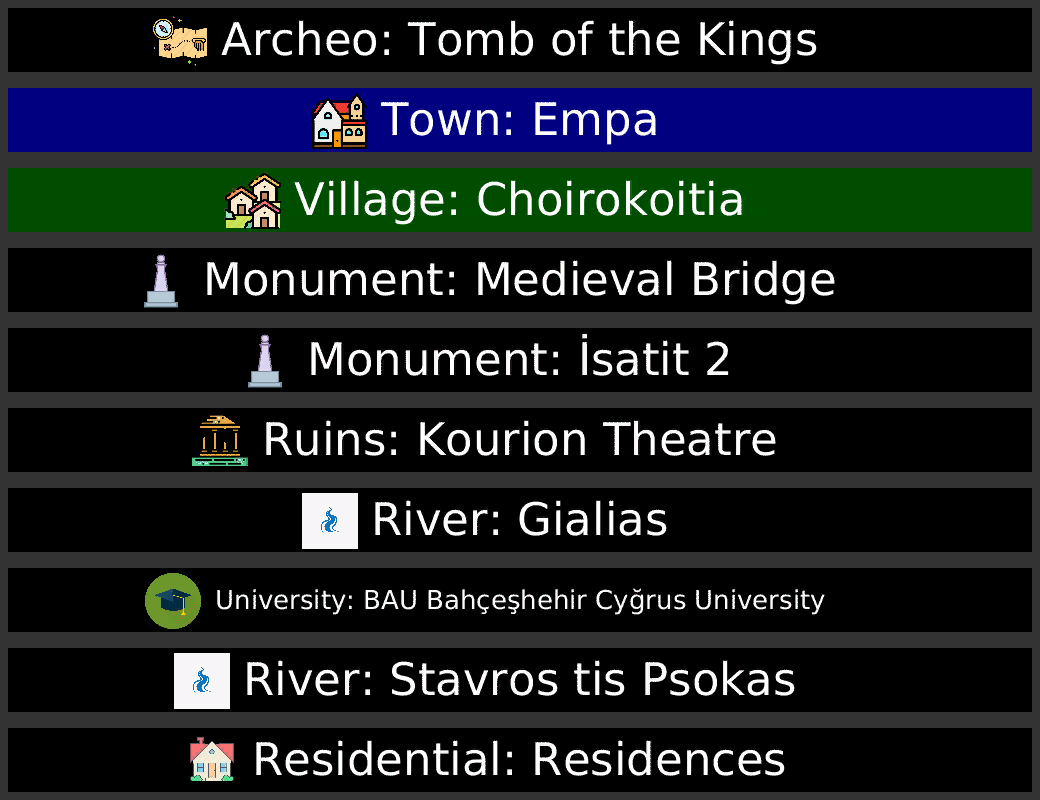 Archeo: Tomb of the Kings
Town: Empa
Village: Choirokoitia
Monument: Medieval Bridge
Monument: İsatit 2
Ruins: Kourion Theatre
River: Gialias
University: BAU Bahçeşhehir Cyğrus University
River: Stavros tis Psokas
Residential: Residences